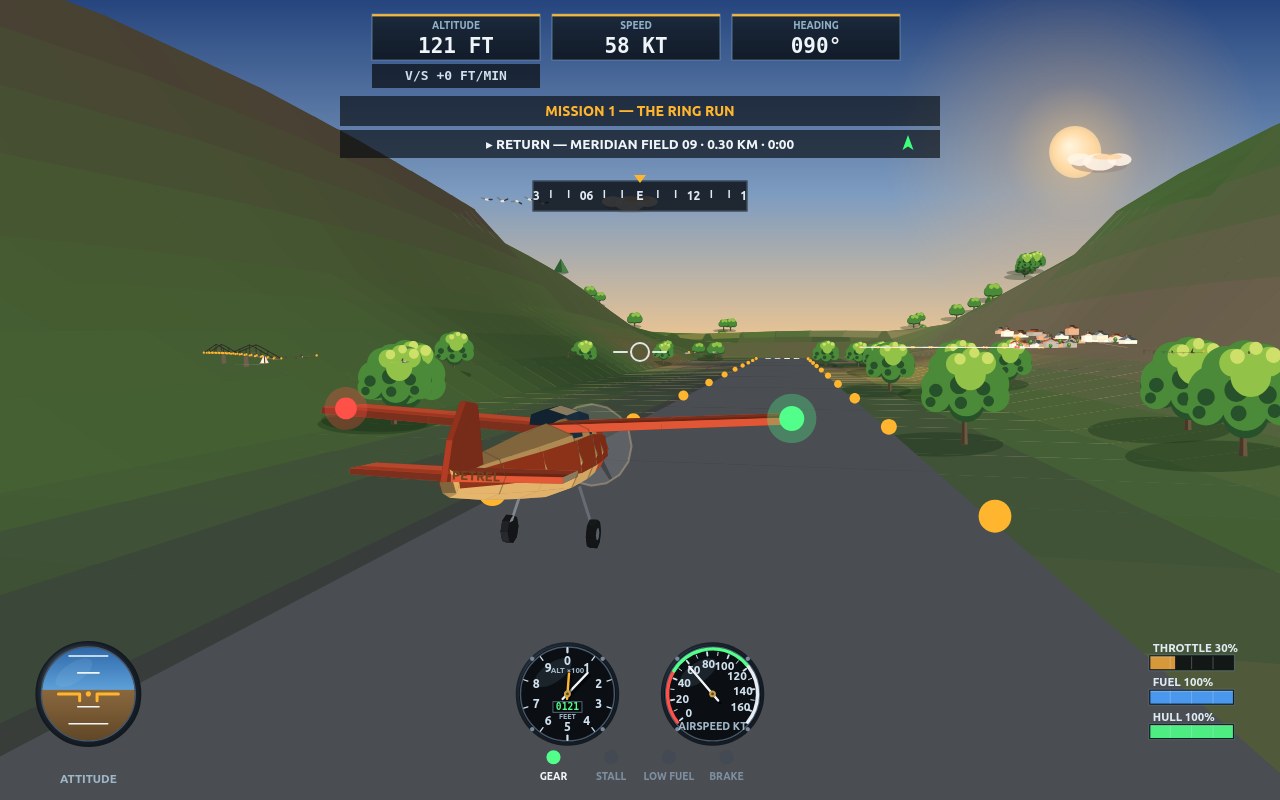 ALTITUDE
121 FT
SPEED
58 KT
HEADING
090°
V/S +0 FT/MIN
MISSION 1 — THE RING RUN
▸ RETURN — MERIDIAN FIELD 09 · 0.30 KM · 0:00
3 06 E 12 1
PETREL
ATTITUDE
0 1 2 3 4 5 6 7 8 9
ALT ×100
0121
FEET
0 20 40 60 80 100 120 140 160
AIRSPEED KT
GEAR
STALL
LOW FUEL
BRAKE
THROTTLE 30%
FUEL 100%
HULL 100%